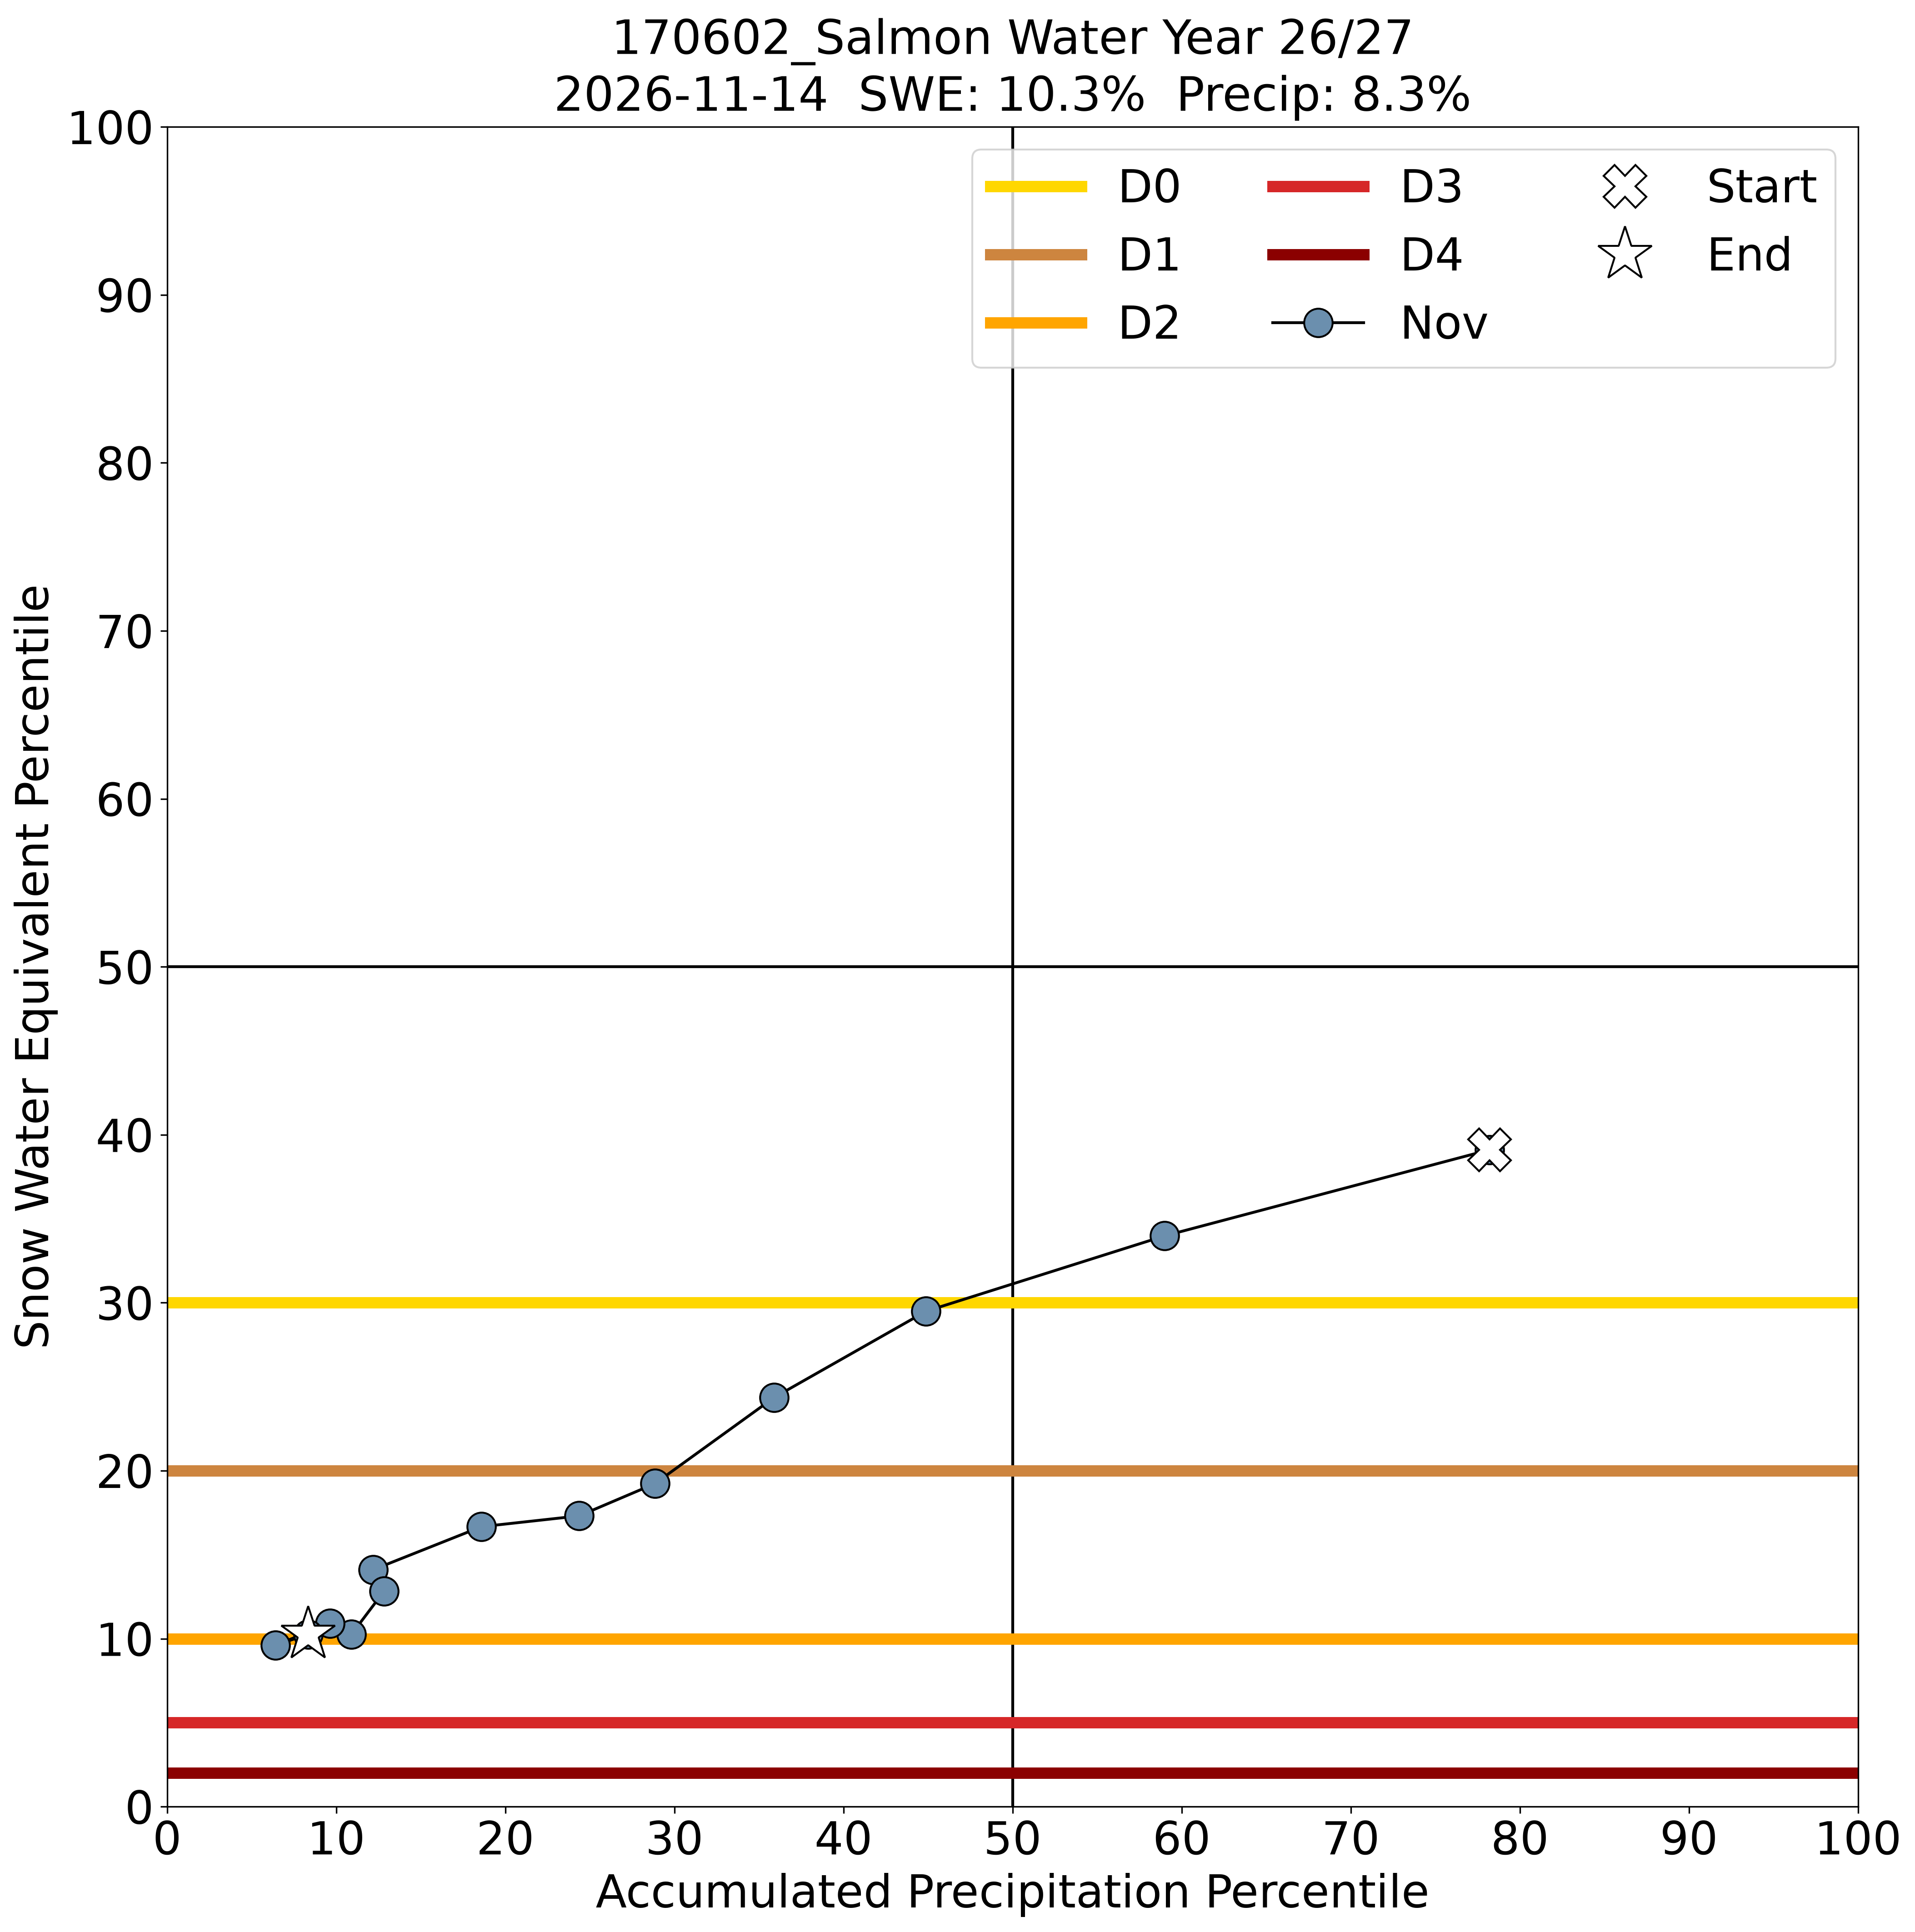 170602_Salmon Water Year 26/27
2026-11-14  SWE: 10.3%  Precip: 8.3%
100
90
80
70
60
50
40
30
20
10
0
Snow Water Equivalent Percentile
D0
D1
D2
D3
D4
Nov
Start
End
0 10 20 30 40 50 60 70 80 90 100
Accumulated Precipitation Percentile